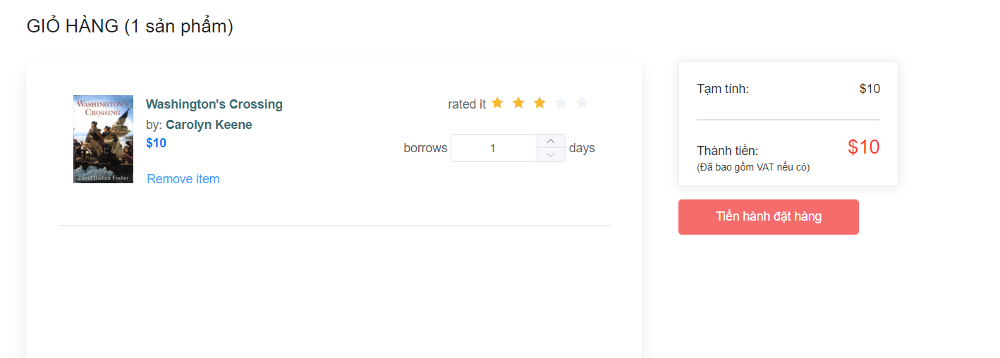 GIỎ HÀNG (1 sản phẩm)
WASHINGTON'S
CROSSING
David Hackett Fischer
Washington's Crossing
by: Carolyn Keene
$10
Remove item
rated it
borrows 1 days
Tạm tính: $10
Thành tiền: $10
(Đã bao gồm VAT nếu có)
Tiến hành đặt hàng